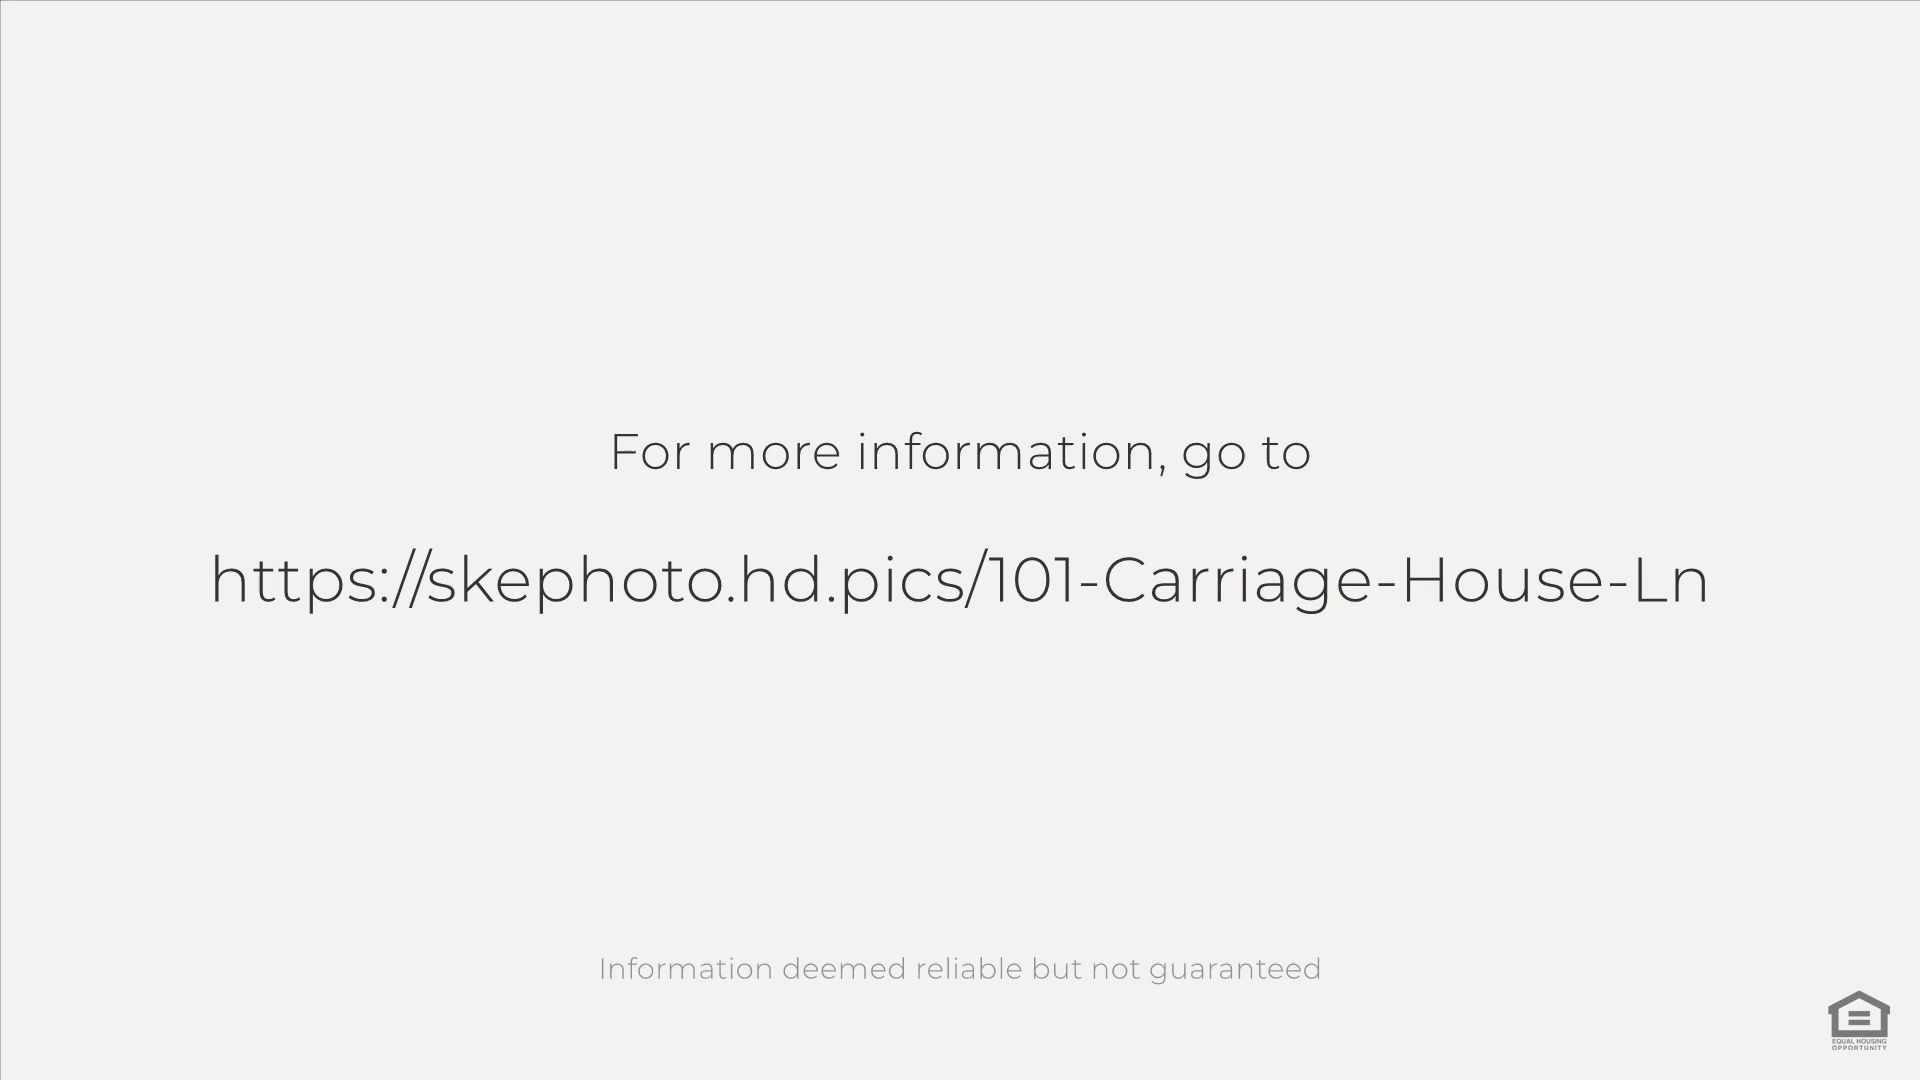 For more information, go to
https://skephoto.hd.pics/101-Carriage-House-Ln
Information deemed reliable but not guaranteed
EQUAL HOUSING
OPPORTUNITY